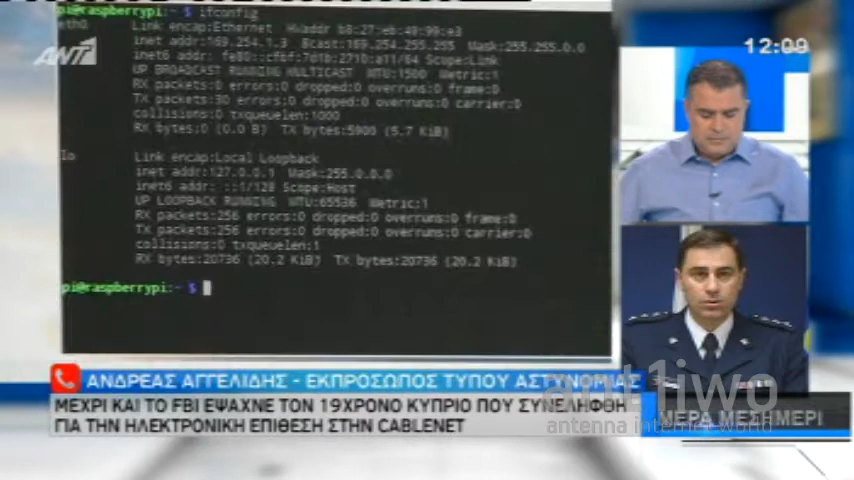 pi@raspberrypi:~ $ ifconfig
eth0 Link encap:Ethernet HWaddr b8:27:eb:
inet addr:169.254.1.3 Bcast:169.254.255.255 Mask:255.255.0.0
inet6 addr: Scope:Link
UP BROADCAST RUNNING MULTICAST MTU:1500 Metric:1
RX packets:0 errors:0 dropped:0 overruns:0 frame:0
TX packets:30 errors:0 dropped:0 overruns:0 carrier:0
collisions:0 txqueuelen:1000
RX bytes:0 (0.0 B) TX bytes:5900 (5.7 KiB)
lo Link encap:Local Loopback
inet addr:127.0.0.1 Mask:255.0.0.0
inet6 addr: ::1/128 Scope:Host
UP LOOPBACK RUNNING MTU:65536 Metric:1
RX packets:256 errors:0 dropped:0 overruns:0 frame:0
TX packets:256 errors:0 dropped:0 overruns:0 carrier:0
collisions:0 txqueuelen:1
RX bytes:20736 (20.2 KiB) TX bytes:20736 (20.2 KiB)
pi@raspberrypi:~ $
ANT1
12:09
ΑΝΔΡΕΑΣ ΑΓΓΕΛΙΔΗΣ - ΕΚΠΡΟΣΩΠΟΣ ΤΥΠΟΥ ΑΣΤΥΝΟΜΙΑΣ
ΜΕΧΡΙ ΚΑΙ ΤΟ FBI ΕΨΑΧΝΕ ΤΟΝ 19ΧΡΟΝΟ ΚΥΠΡΙΟ ΠΟΥ ΣΥΝΕΛΗΦΘΗ
ΓΙΑ ΤΗΝ ΗΛΕΚΤΡΟΝΙΚΗ ΕΠΙΘΕΣΗ ΣΤΗΝ CABLENET
ant1iwo
antenna internet world
ΜΕΡΑ ΜΕΣΗΜΕΡΙ